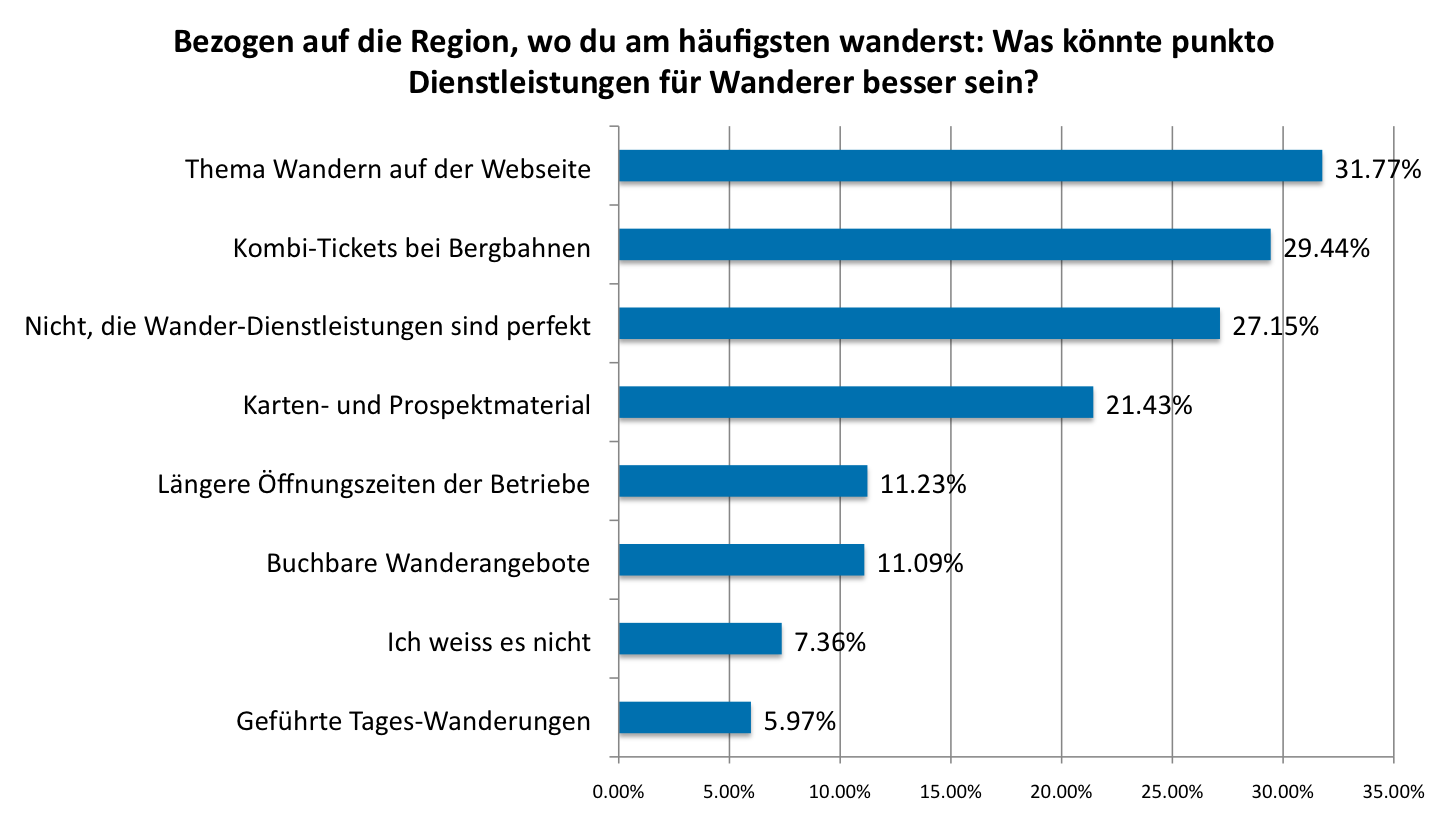 Bezogen auf die Region, wo du am häufigsten wanderst: Was könnte punkto
Dienstleistungen für Wanderer besser sein?
Thema Wandern auf der Webseite 31.77%
Kombi-Tickets bei Bergbahnen 29.44%
Nicht, die Wander-Dienstleistungen sind perfekt 27.15%
Karten- und Prospektmaterial 21.43%
Längere Öffnungszeiten der Betriebe 11.23%
Buchbare Wanderangebote 11.09%
Ich weiss es nicht 7.36%
Geführte Tages-Wanderungen 5.97%
0.00% 5.00% 10.00% 15.00% 20.00% 25.00% 30.00% 35.00%